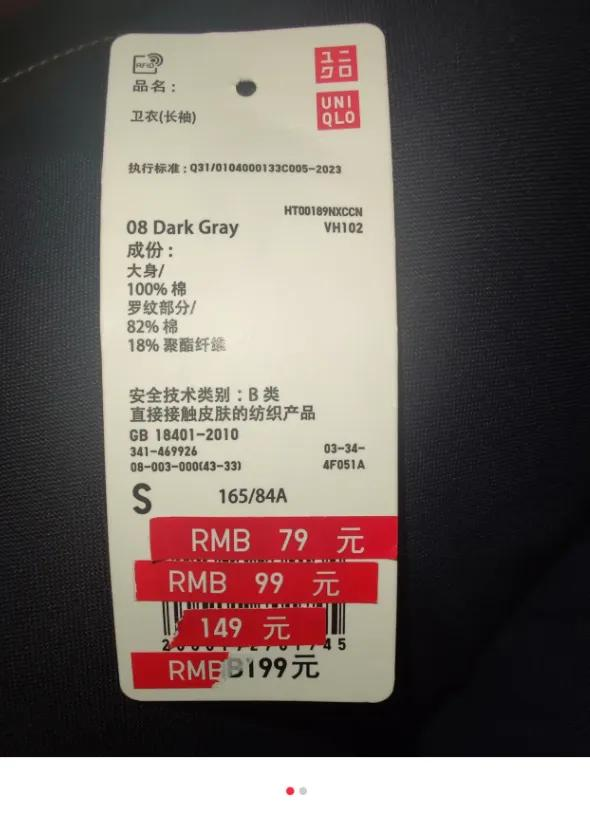 RFID
ユニ
クロ
品名：
UNI
QLO
卫衣(长袖)
执行标准：Q31/0104000133C005-2023
HT00189NXCCN
08 Dark Gray
VH102
成份：
大身/
100% 棉
罗纹部分/
82% 棉
18% 聚酯纤维
安全技术类别：B 类
直接接触皮肤的纺织产品
GB 18401-2010
341-469926
03-34-
08-003-000(43-33)
4F051A
S
165/84A
RMB 79 元
RMB 99 元
149 元
RMB
199元